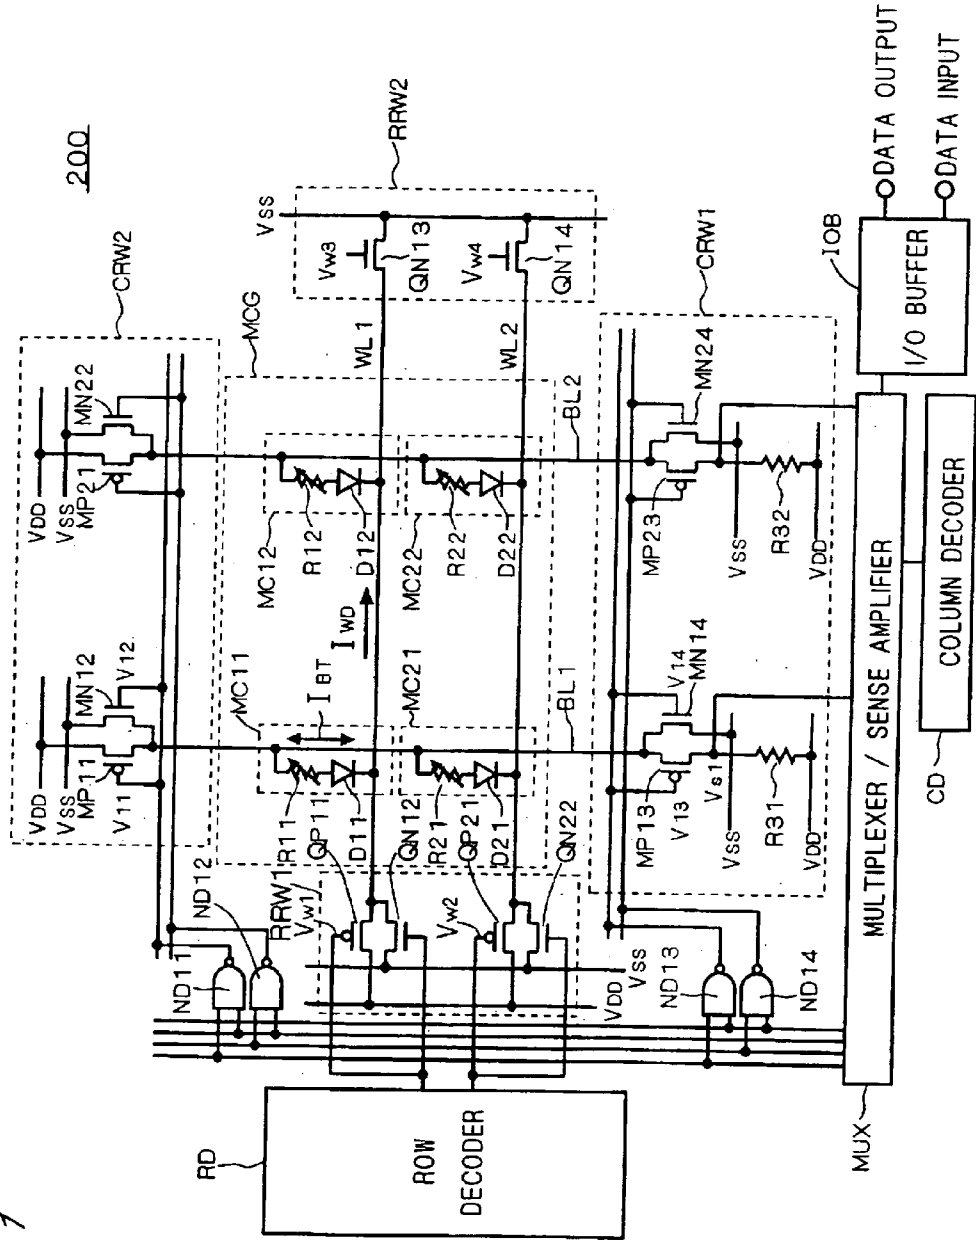 200
CRW2
VDD
VSS
MP11
MN12
V11
V12
VDD
VSS
MP21
MN22
ND11
ND12
MCG
MC11
R11
D11
IBT
MC12
R12
D12
IWD
WL1
MC21
R21
D21
MC22
R22
D22
WL2
BL1
BL2
RRW2
VSS
VW3
QN13
VW4
QN14
RRW1
VW1
QP11
QN12
VW2
QP21
QN22
VSS
VDD
RD
ROW
DECODER
ND13
ND14
CRW1
MP13
V13
V14
MN14
VS1
VSS
R31
VDD
MP23
MN24
VSS
R32
VDD
MUX
MULTIPLEXER / SENSE AMPLIFIER
CD
COLUMN DECODER
IOB
I/O BUFFER
DATA OUTPUT
DATA INPUT